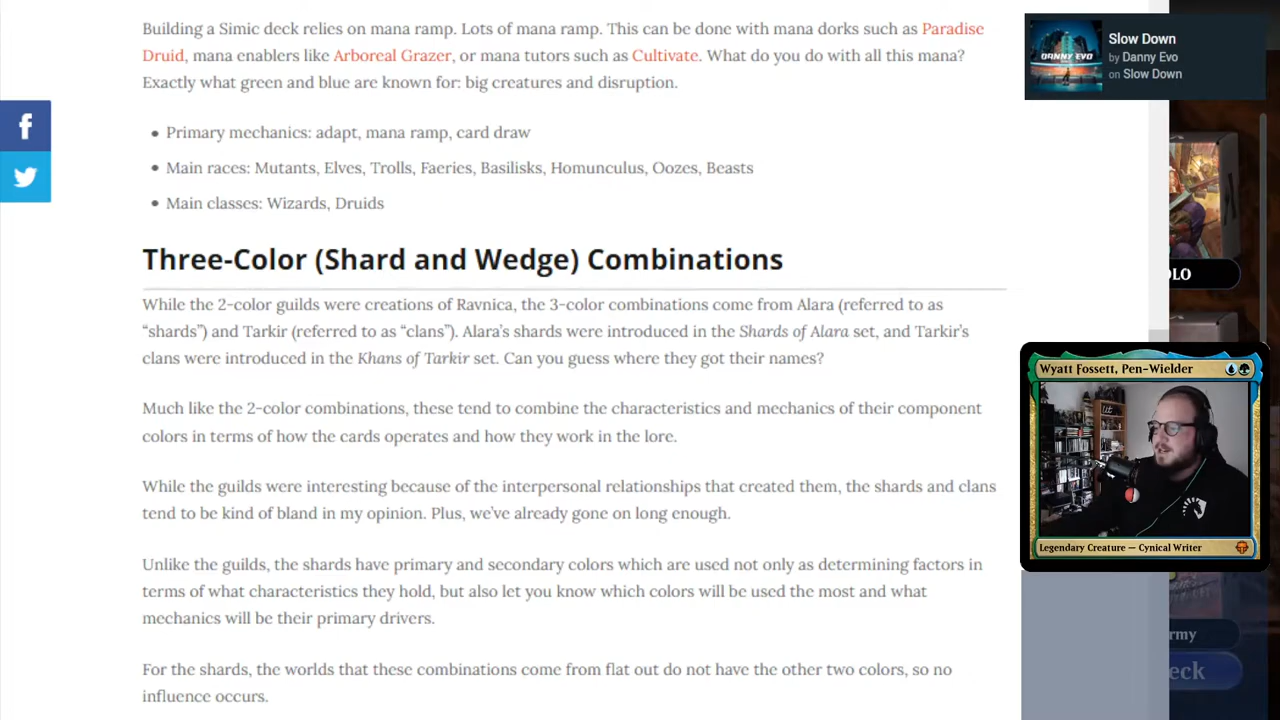 Building a Simic deck relies on mana ramp. Lots of mana ramp. This can be done with mana dorks such as Paradise
Druid, mana enablers like Arboreal Grazer, or mana tutors such as Cultivate. What do you do with all this mana?
Exactly what green and blue are known for: big creatures and disruption.
• Primary mechanics: adapt, mana ramp, card draw
• Main races: Mutants, Elves, Trolls, Faeries, Basilisks, Homunculus, Oozes, Beasts
• Main classes: Wizards, Druids
Three-Color (Shard and Wedge) Combinations
While the 2-color guilds were creations of Ravnica, the 3-color combinations come from Alara (referred to as
“shards”) and Tarkir (referred to as “clans”). Alara’s shards were introduced in the Shards of Alara set, and Tarkir’s
clans were introduced in the Khans of Tarkir set. Can you guess where they got their names?
Much like the 2-color combinations, these tend to combine the characteristics and mechanics of their component
colors in terms of how the cards operates and how they work in the lore.
While the guilds were interesting because of the interpersonal relationships that created them, the shards and clans
tend to be kind of bland in my opinion. Plus, we’ve already gone on long enough.
Unlike the guilds, the shards have primary and secondary colors which are used not only as determining factors in
terms of what characteristics they hold, but also let you know which colors will be used the most and what
mechanics will be their primary drivers.
For the shards, the worlds that these combinations come from flat out do not have the other two colors, so no
influence occurs.
Slow Down
by Danny Evo
on Slow Down
DANNY EVO
OLO
Wyatt Fossett, Pen-Wielder
Legendary Creature — Cynical Writer
rmy
eck